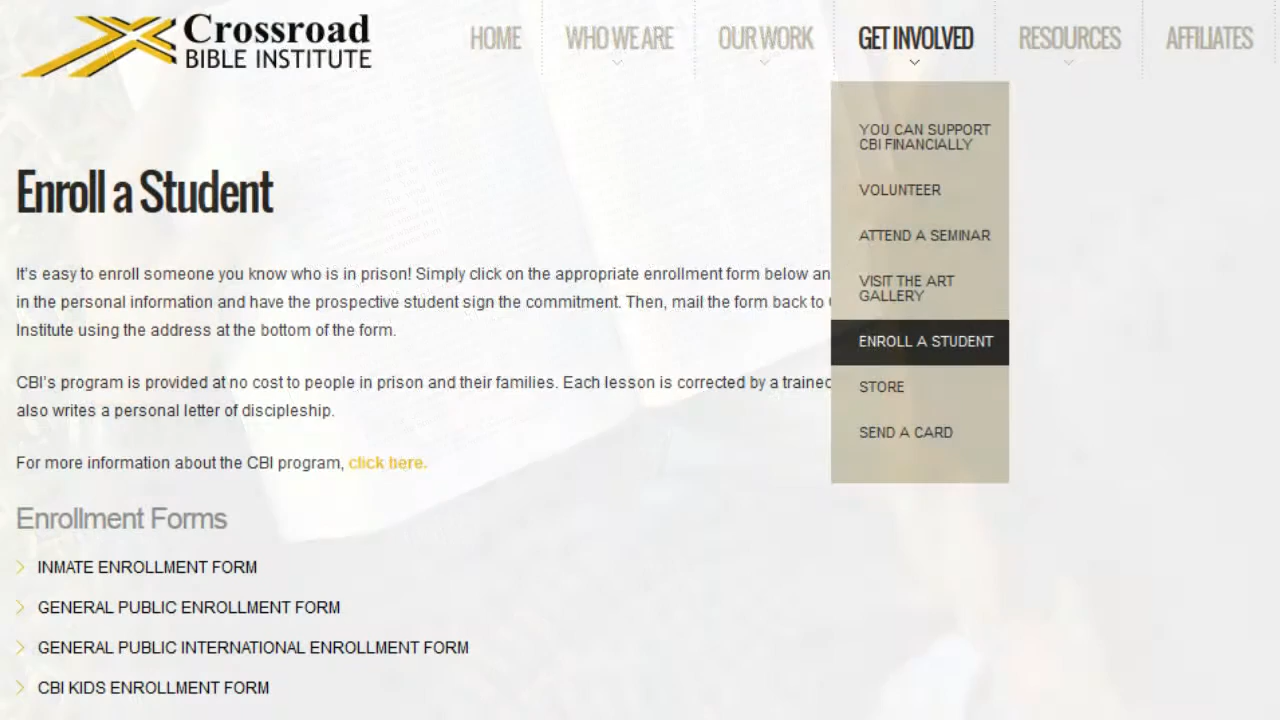 Crossroad
BIBLE INSTITUTE
HOME
WHO WE ARE
OUR WORK
GET INVOLVED
RESOURCES
AFFILIATES
YOU CAN SUPPORT
CBI FINANCIALLY
VOLUNTEER
ATTEND A SEMINAR
VISIT THE ART
GALLERY
ENROLL A STUDENT
STORE
SEND A CARD
Enroll a Student
It's easy to enroll someone you know who is in prison! Simply click on the appropriate enrollment form below
in the personal information and have the prospective student sign the commitment. Then, mail the form back to
Institute using the address at the bottom of the form.
CBI's program is provided at no cost to people in prison and their families. Each lesson is corrected by a trained
also writes a personal letter of discipleship.
For more information about the CBI program, click here.
Enrollment Forms
INMATE ENROLLMENT FORM
GENERAL PUBLIC ENROLLMENT FORM
GENERAL PUBLIC INTERNATIONAL ENROLLMENT FORM
CBI KIDS ENROLLMENT FORM